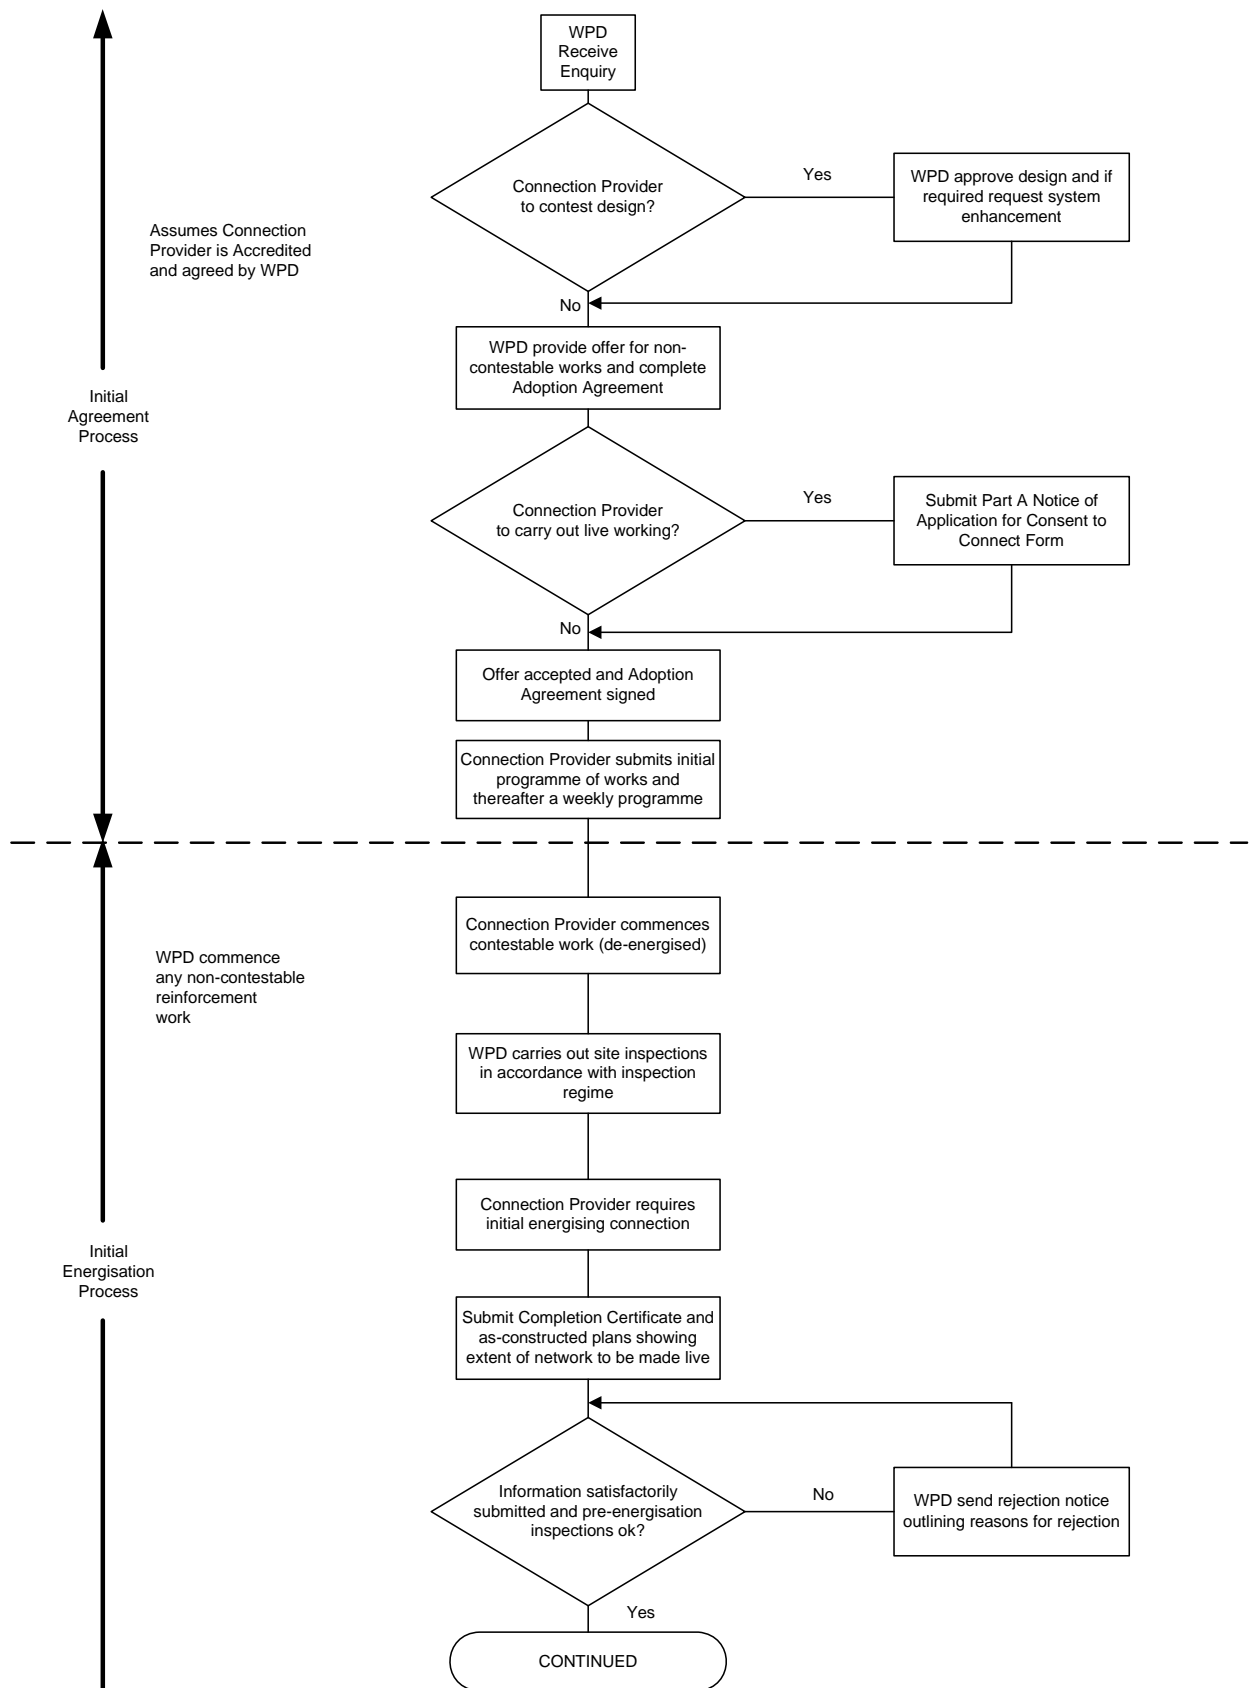 WPD
Receive
Enquiry
Connection Provider
to contest design?
Yes
WPD approve design and if
required request system
enhancement
Assumes Connection
Provider is Accredited
and agreed by WPD
No
WPD provide offer for non-
contestable works and complete
Adoption Agreement
Initial
Agreement
Process
Connection Provider
to carry out live working?
Yes
Submit Part A Notice of
Application for Consent to
Connect Form
No
Offer accepted and Adoption
Agreement signed
Connection Provider submits initial
programme of works and
thereafter a weekly programme
Connection Provider commences
contestable work (de-energised)
WPD commence
any non-contestable
reinforcement
work
WPD carries out site inspections
in accordance with inspection
regime
Connection Provider requires
initial energising connection
Initial
Energisation
Process
Submit Completion Certificate and
as-constructed plans showing
extent of network to be made live
Information satisfactorily
submitted and pre-energisation
inspections ok?
No
WPD send rejection notice
outlining reasons for rejection
Yes
CONTINUED